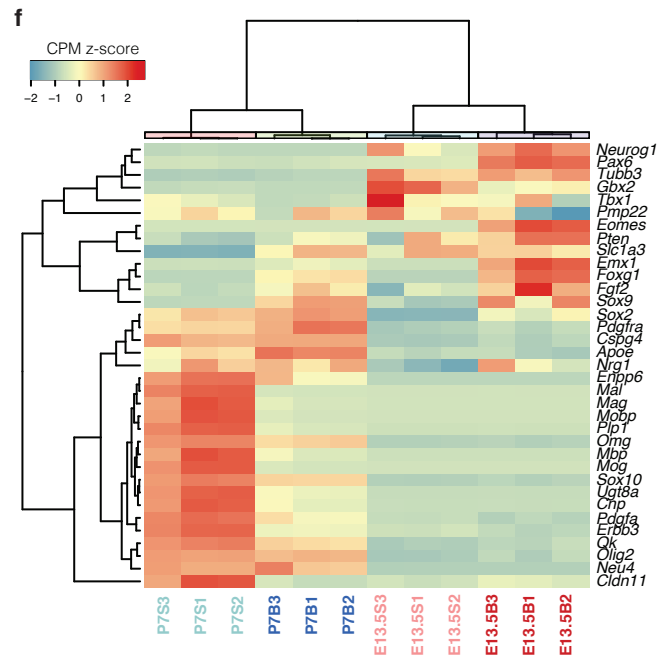 f
CPM z-score
−2 −1 0 1 2
Neurog1
Pax6
Tubb3
Gbx2
Tbx1
Pmp22
Eomes
Pten
Slc1a3
Emx1
Foxg1
Fgf2
Sox9
Sox2
Pdgfra
Cspg4
Apoe
Nrg1
Enpp6
Mal
Mag
Mobp
Plp1
Omg
Mbp
Mog
Sox10
Ugt8a
Cnp
Pdgfa
Erbb3
Qk
Olig2
Neu4
Cldn11
P7S3
P7S1
P7S2
P7B3
P7B1
P7B2
E13.5S3
E13.5S1
E13.5S2
E13.5B3
E13.5B1
E13.5B2